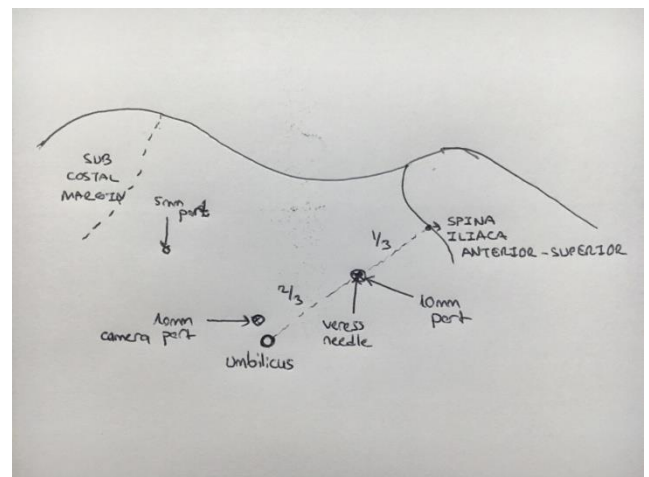 SUB
COSTAL
MARGIN
5mm
port
1/3
SPINA
ILIACA
ANTERIOR-SUPERIOR
2/3
10mm
port
10mm
camera port
veress
needle
umbilicus